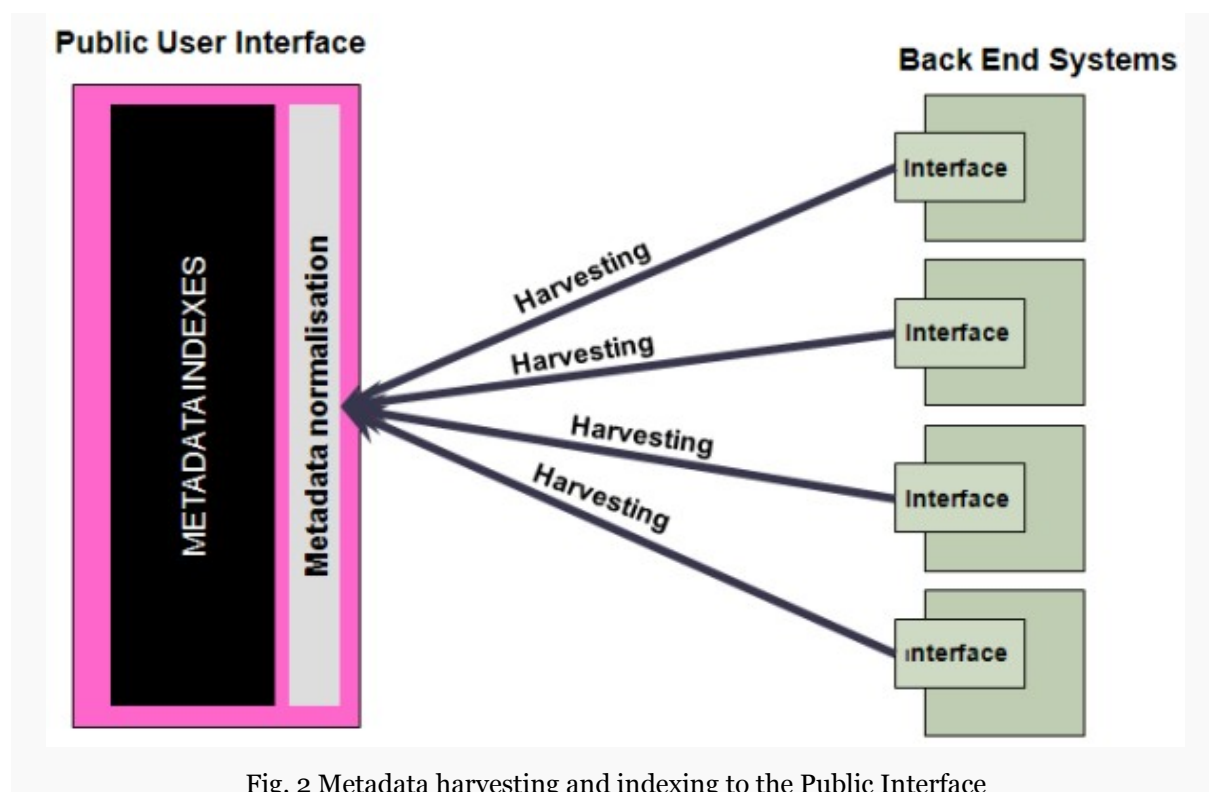 Public User Interface
Back End Systems
METADATA INDEXES
Metadata normalisation
Harvesting
Harvesting
Harvesting
Harvesting
Interface
Interface
Interface
Interface
Fig. 2 Metadata harvesting and indexing to the Public Interface